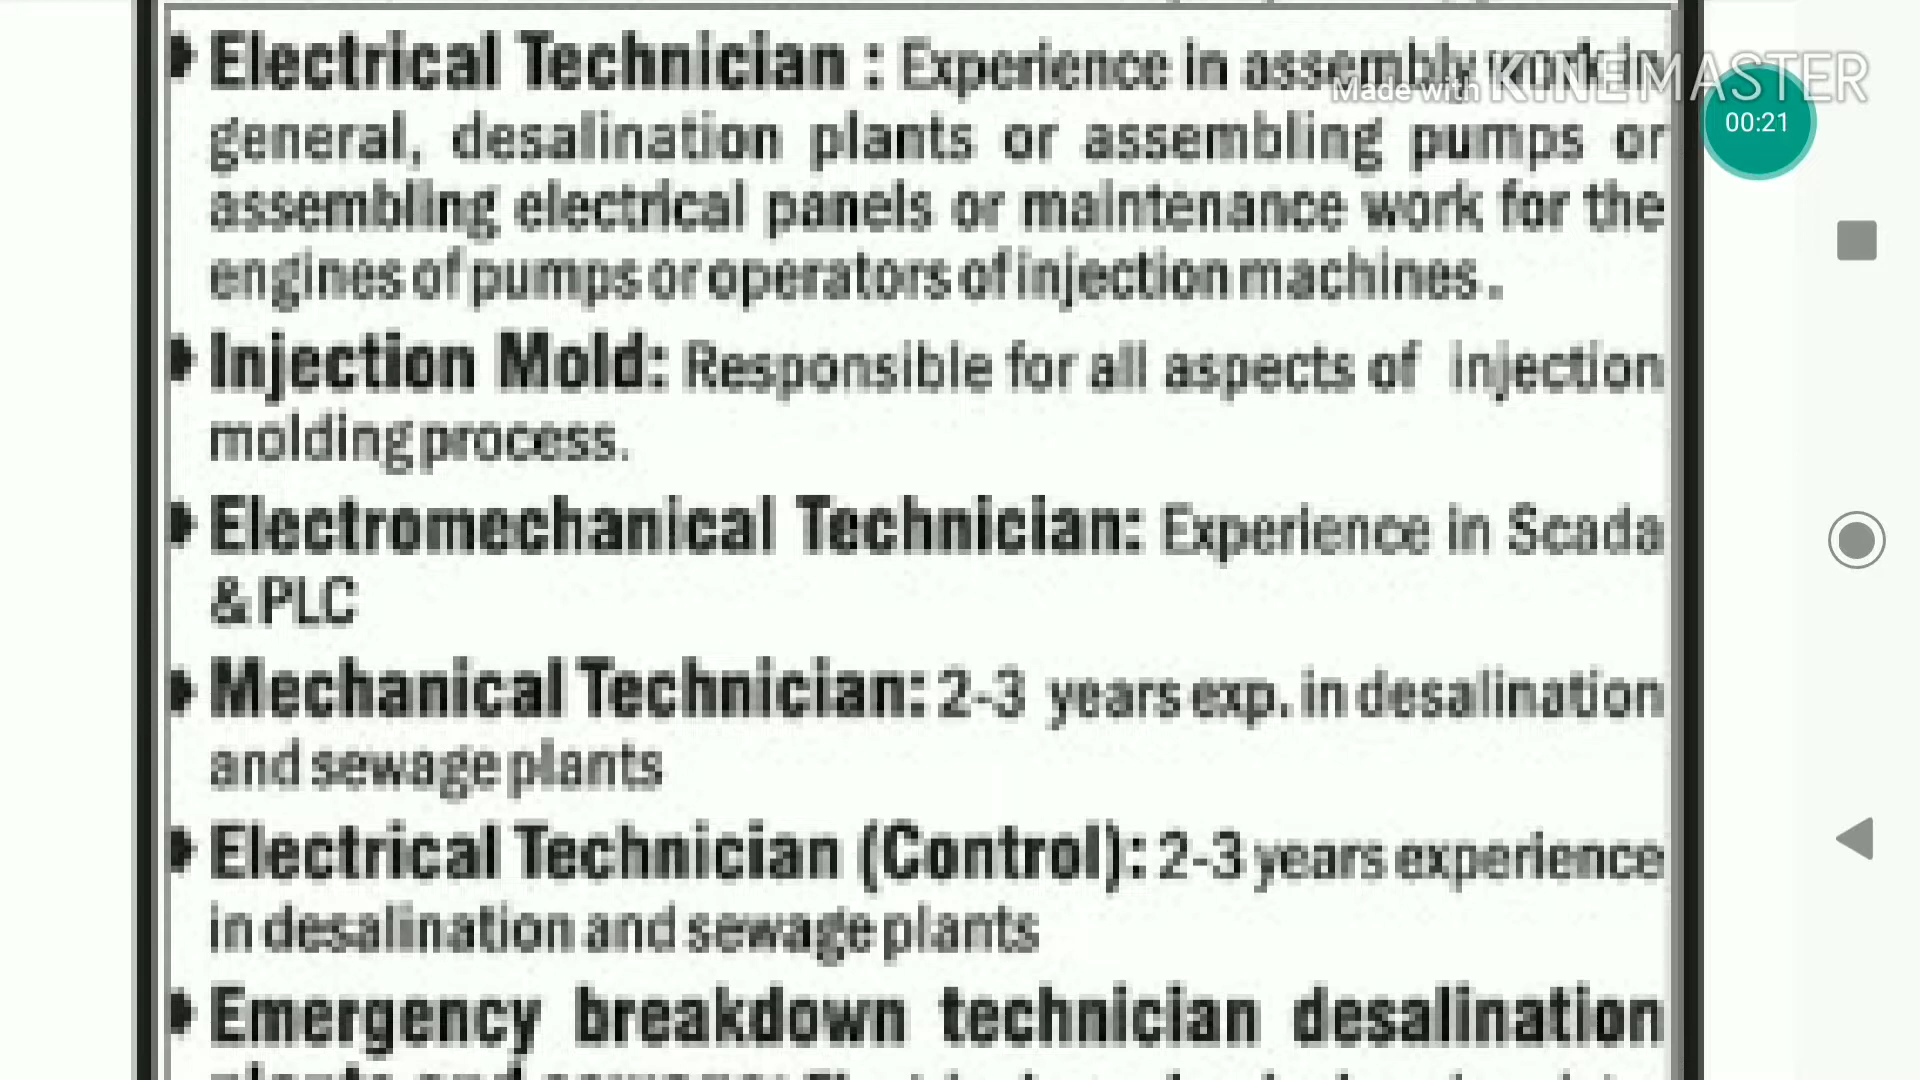 Electrical Technician : Experience in assembly work in
Made with KINEMASTER
00:21
general, desalination plants or assembling pumps or
assembling electrical panels or maintenance work for the
engines of pumps or operators of injection machines.
Injection Mold: Responsible for all aspects of injection
molding process.
Electromechanical Technician: Experience in Scada
& PLC
Mechanical Technician: 2-3 years exp. in desalination
and sewage plants
Electrical Technician (Control): 2-3 years experience
in desalination and sewage plants
Emergency breakdown technician desalination